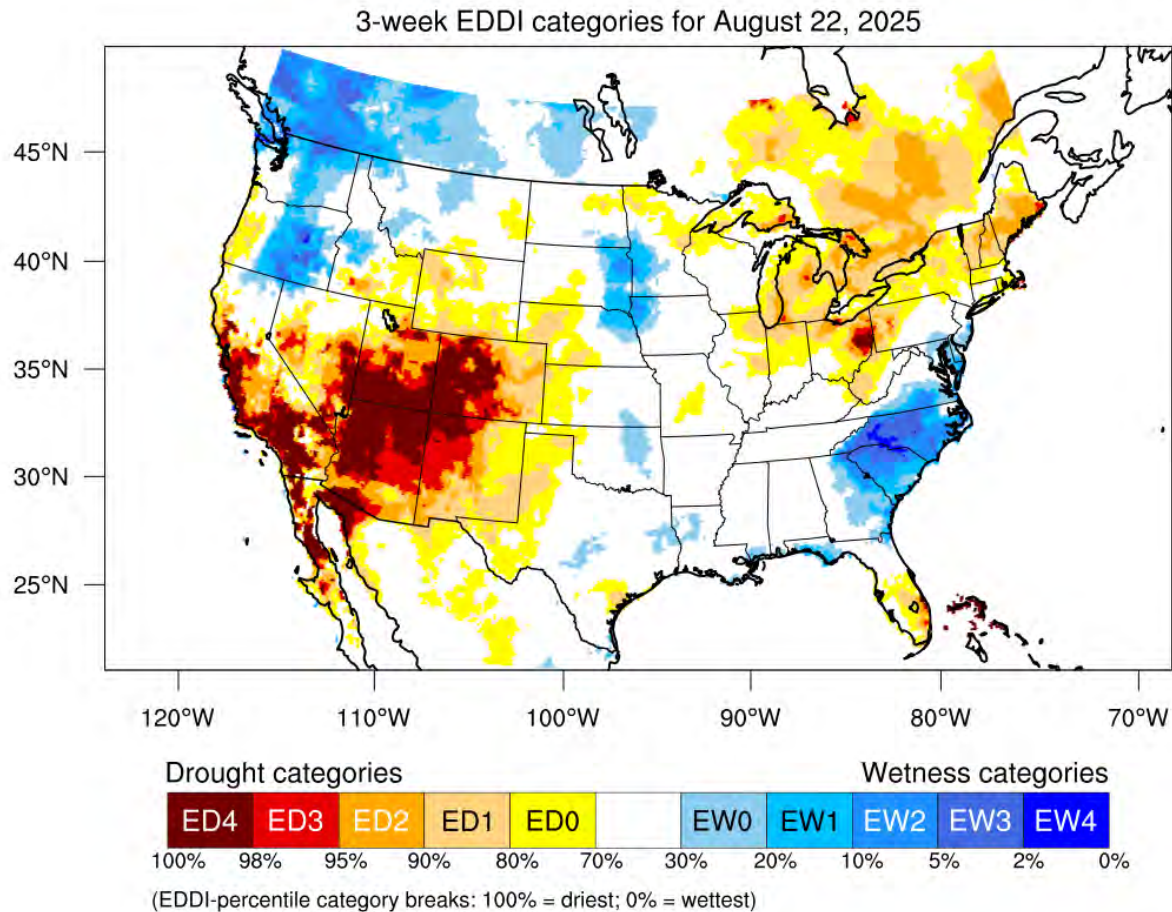 3-week EDDI categories for August 22, 2025
45°N
40°N
35°N
30°N
25°N
120°W 110°W 100°W 90°W 80°W 70°W
Drought categories Wetness categories
ED4 ED3 ED2 ED1 ED0 EW0 EW1 EW2 EW3 EW4
100% 98% 95% 90% 80% 70% 30% 20% 10% 5% 2% 0%
(EDDI-percentile category breaks: 100% = driest; 0% = wettest)